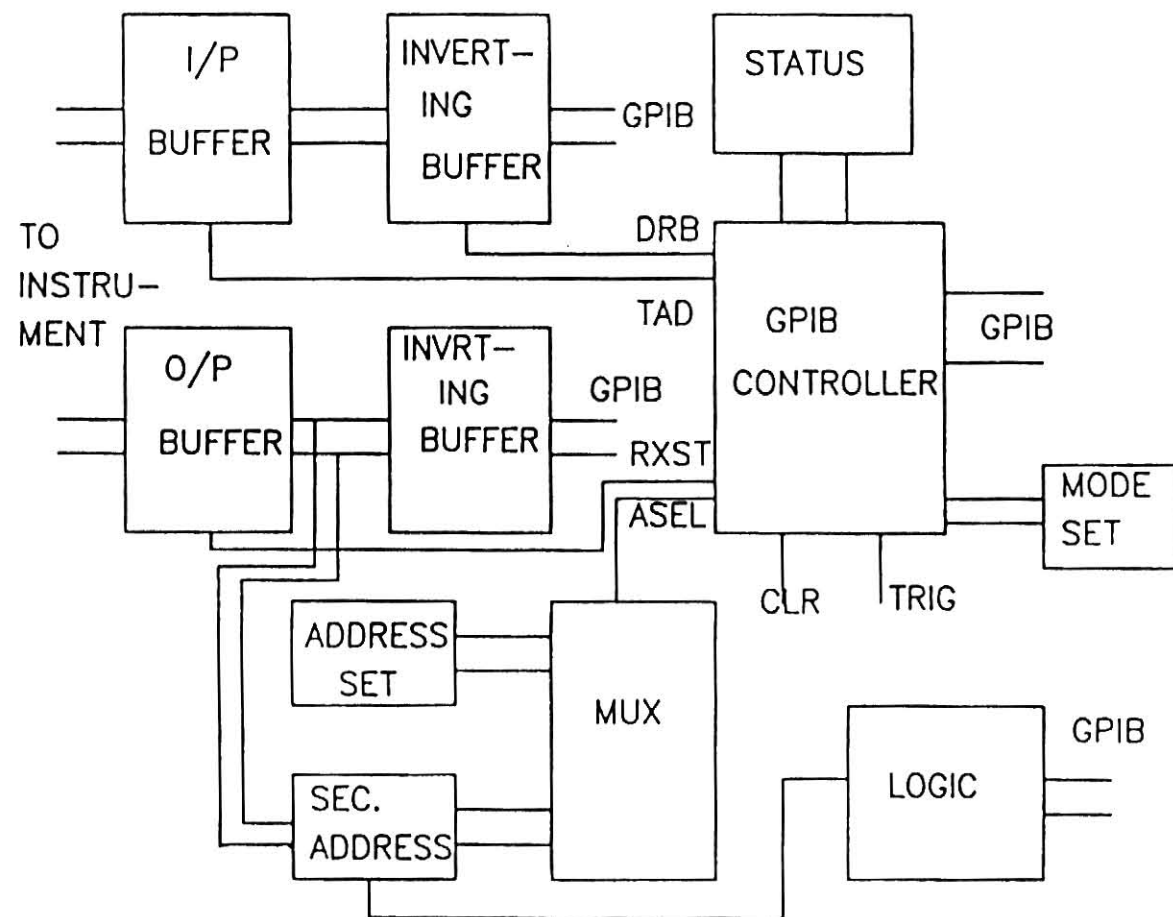 I/P
BUFFER
INVERT-
ING
BUFFER
GPIB
STATUS
TO
INSTRU-
MENT
DRB
TAD
GPIB
CONTROLLER
GPIB
O/P
BUFFER
INVRT-
ING
BUFFER
GPIB
RXST
ASEL
MODE
SET
CLR
TRIG
ADDRESS
SET
MUX
SEC.
ADDRESS
LOGIC
GPIB